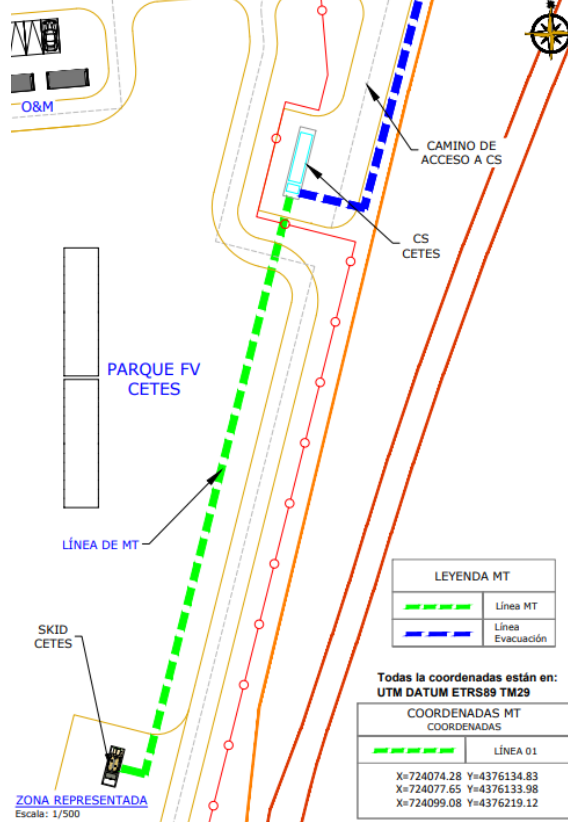 O&M
CAMINO DE
ACCESO A CS
CS
CETES
PARQUE FV
CETES
LÍNEA DE MT
LEYENDA MT
Línea MT
Línea
Evacuación
SKID
CETES
Todas la coordenadas están en:
UTM DATUM ETRS89 TM29
COORDENADAS MT
COORDENADAS
LÍNEA 01
X=724074.28 Y=4376134.83
X=724077.65 Y=4376133.98
X=724099.08 Y=4376219.12
ZONA REPRESENTADA
Escala: 1/500